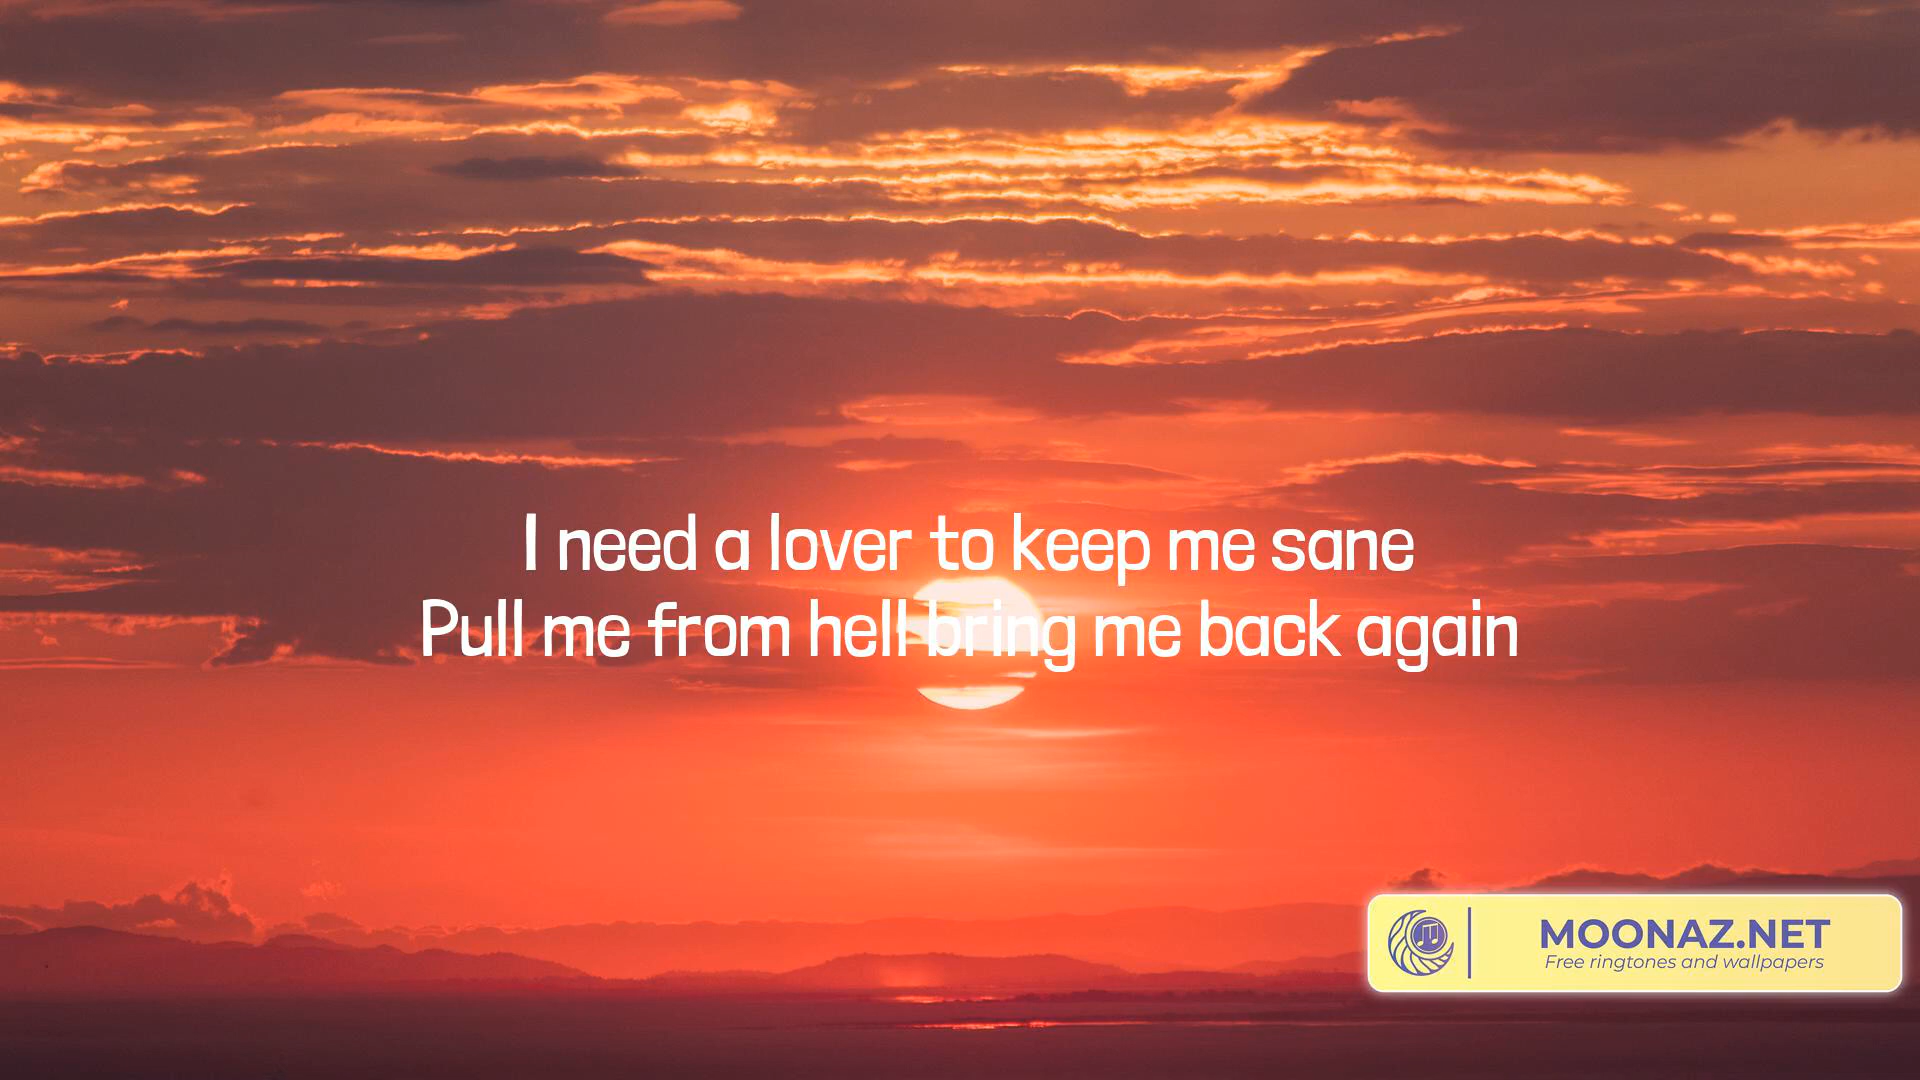 I need a lover to keep me sane
Pull me from hell bring me back again
MOONAZ.NET
Free ringtones and wallpapers